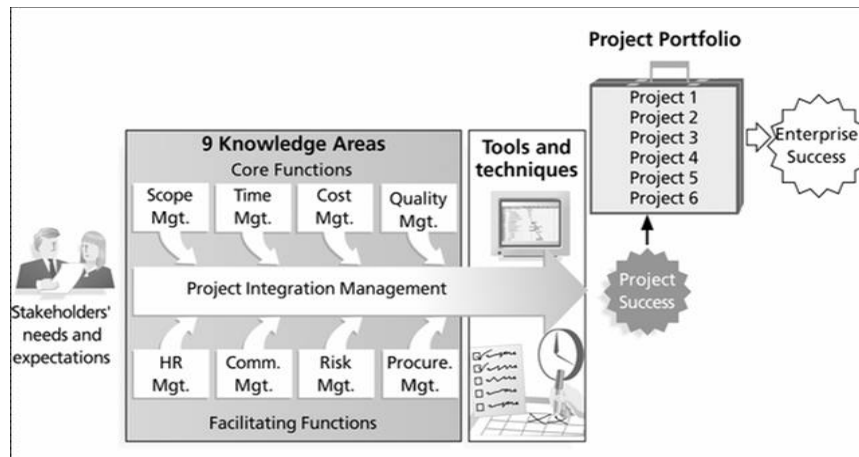 Project Portfolio
Project 1
Project 2
Project 3
Project 4
Project 5
Project 6
Enterprise
Success
9 Knowledge Areas
Core Functions
Scope
Mgt.
Time
Mgt.
Cost
Mgt.
Quality
Mgt.
Tools and
techniques
Project Integration Management
Project
Success
Stakeholders'
needs and
expectations
HR
Mgt.
Comm.
Mgt.
Risk
Mgt.
Procure.
Mgt.
Facilitating Functions